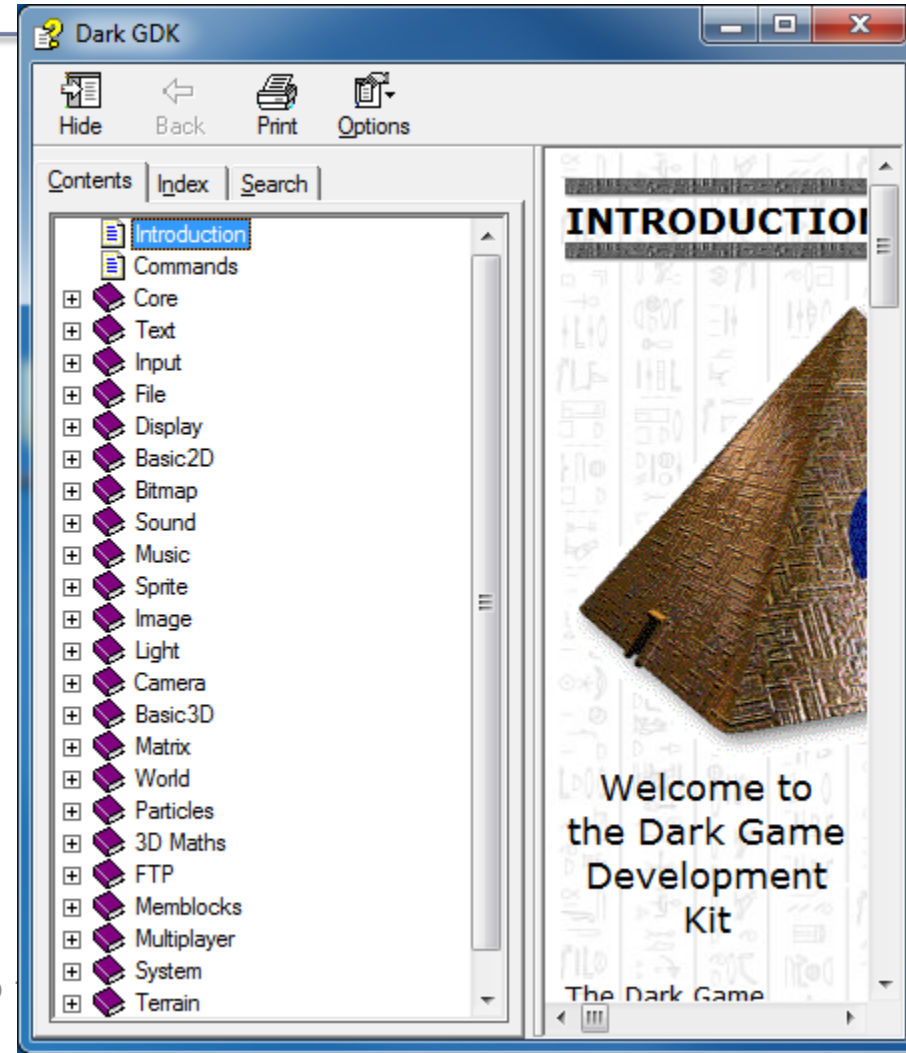 Dark GDK
Hide Back Print Options
Contents Index Search
Introduction
Commands
Core
Text
Input
File
Display
Basic2D
Bitmap
Sound
Music
Sprite
Image
Light
Camera
Basic3D
Matrix
World
Particles
3D Maths
FTP
Memblocks
Multiplayer
System
Terrain
INTRODUCTIO
Welcome to
the Dark Game
Development
Kit
The Dark Game